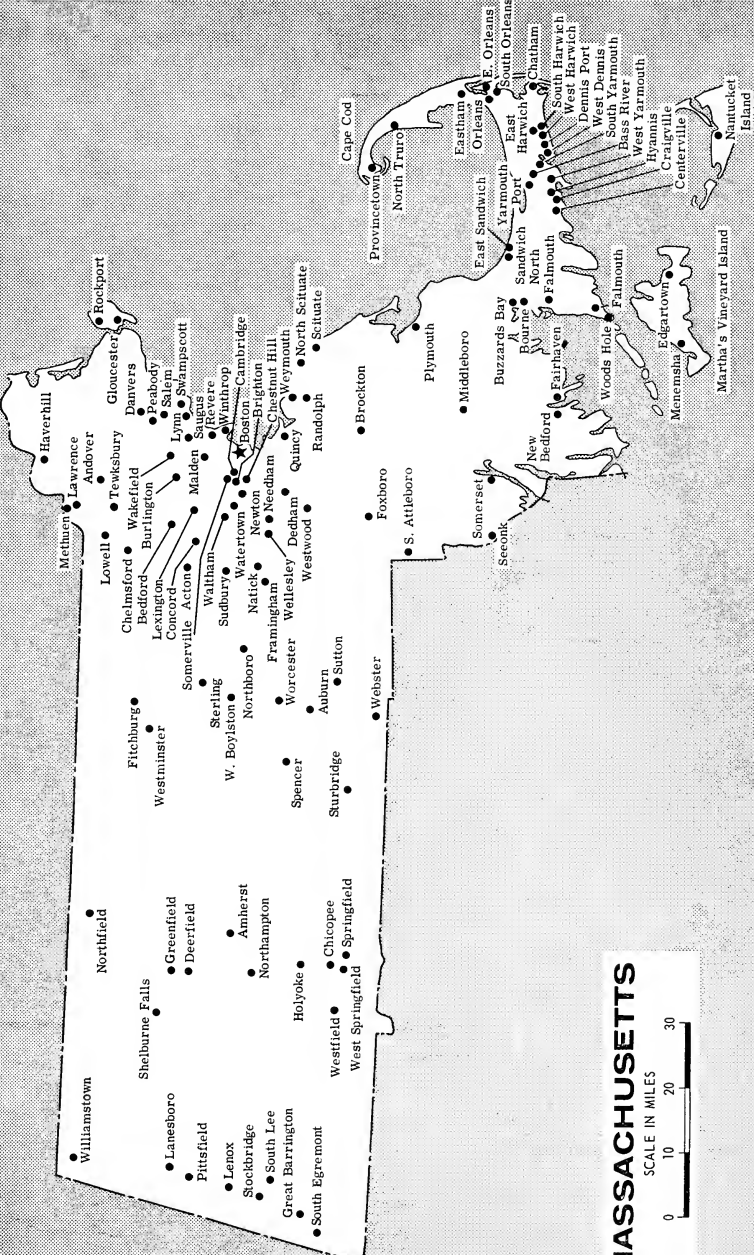 Williamstown
Lanesboro
Pittsfield
Lenox
Stockbridge
South Lee
Great Barrington
South Egremont
Northfield
Shelburne Falls
Greenfield
Deerfield
Amherst
Northampton
Holyoke
Chicopee
Springfield
Westfield
West Springfield
Fitchburg
Westminster
Sterling
W. Boylston
Northboro
Worcester
Auburn
Sutton
Spencer
Sturbridge
Webster
Haverhill
Methuen
Lawrence
Andover
Lowell
Tewksbury
Chelmsford
Wakefield
Burlington
Bedford
Lexington
Concord
Acton
Malden
Somerville
Waltham
Sudbury
Watertown
Newton
Natick
Needham
Framingham
Wellesley
Dedham
Westwood
Rockport
Gloucester
Danvers
Peabody
Salem
Swampscott
Lynn
Saugus
Revere
Winthrop
Cambridge
Boston
Brighton
Chestnut Hill
Weymouth
Quincy
Randolph
North Scituate
Scituate
Brockton
Foxboro
S. Attleboro
Plymouth
Middleboro
Somerset
Seeonk
New
Bedford
Fairhaven
Buzzards Bay
Bourne
East Sandwich
Sandwich
North
Falmouth
Woods Hole
Falmouth
Cape Cod
Provincetown
North Truro
Eastham
Orleans
E. Orleans
South Orleans
Chatham
East
Harwich
South Harwich
West Harwich
Dennis Port
West Dennis
South Yarmouth
Bass River
West Yarmouth
Hyannis
Craigville
Centerville
Yarmouth
Port
Edgartown
Menemsha
Martha's Vineyard Island
Nantucket
Island
ASSACHUSETTS
SCALE IN MILES
0 10 20 30